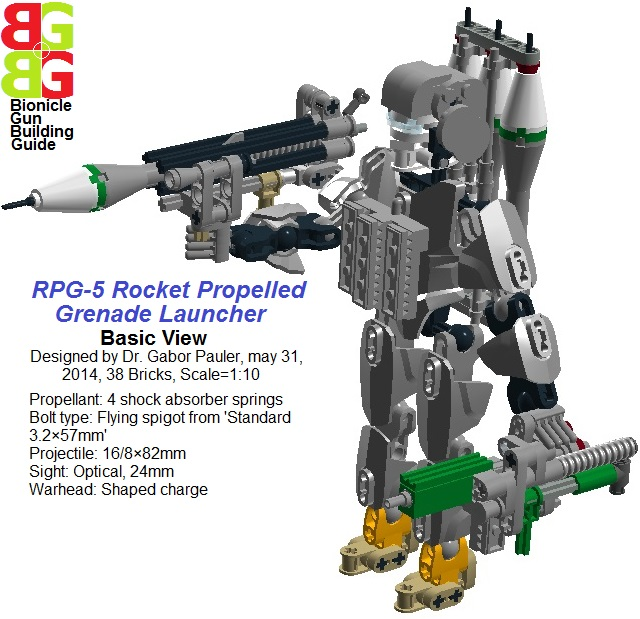 BG
BG
Bionicle
Gun
Building
Guide
RPG-5 Rocket Propelled
Grenade Launcher
Basic View
Designed by Dr. Gabor Pauler, may 31,
2014, 38 Bricks, Scale=1:10
Propellant: 4 shock absorber springs
Bolt type: Flying spigot from 'Standard
3.2×57mm'
Projectile: 16/8×82mm
Sight: Optical, 24mm
Warhead: Shaped charge